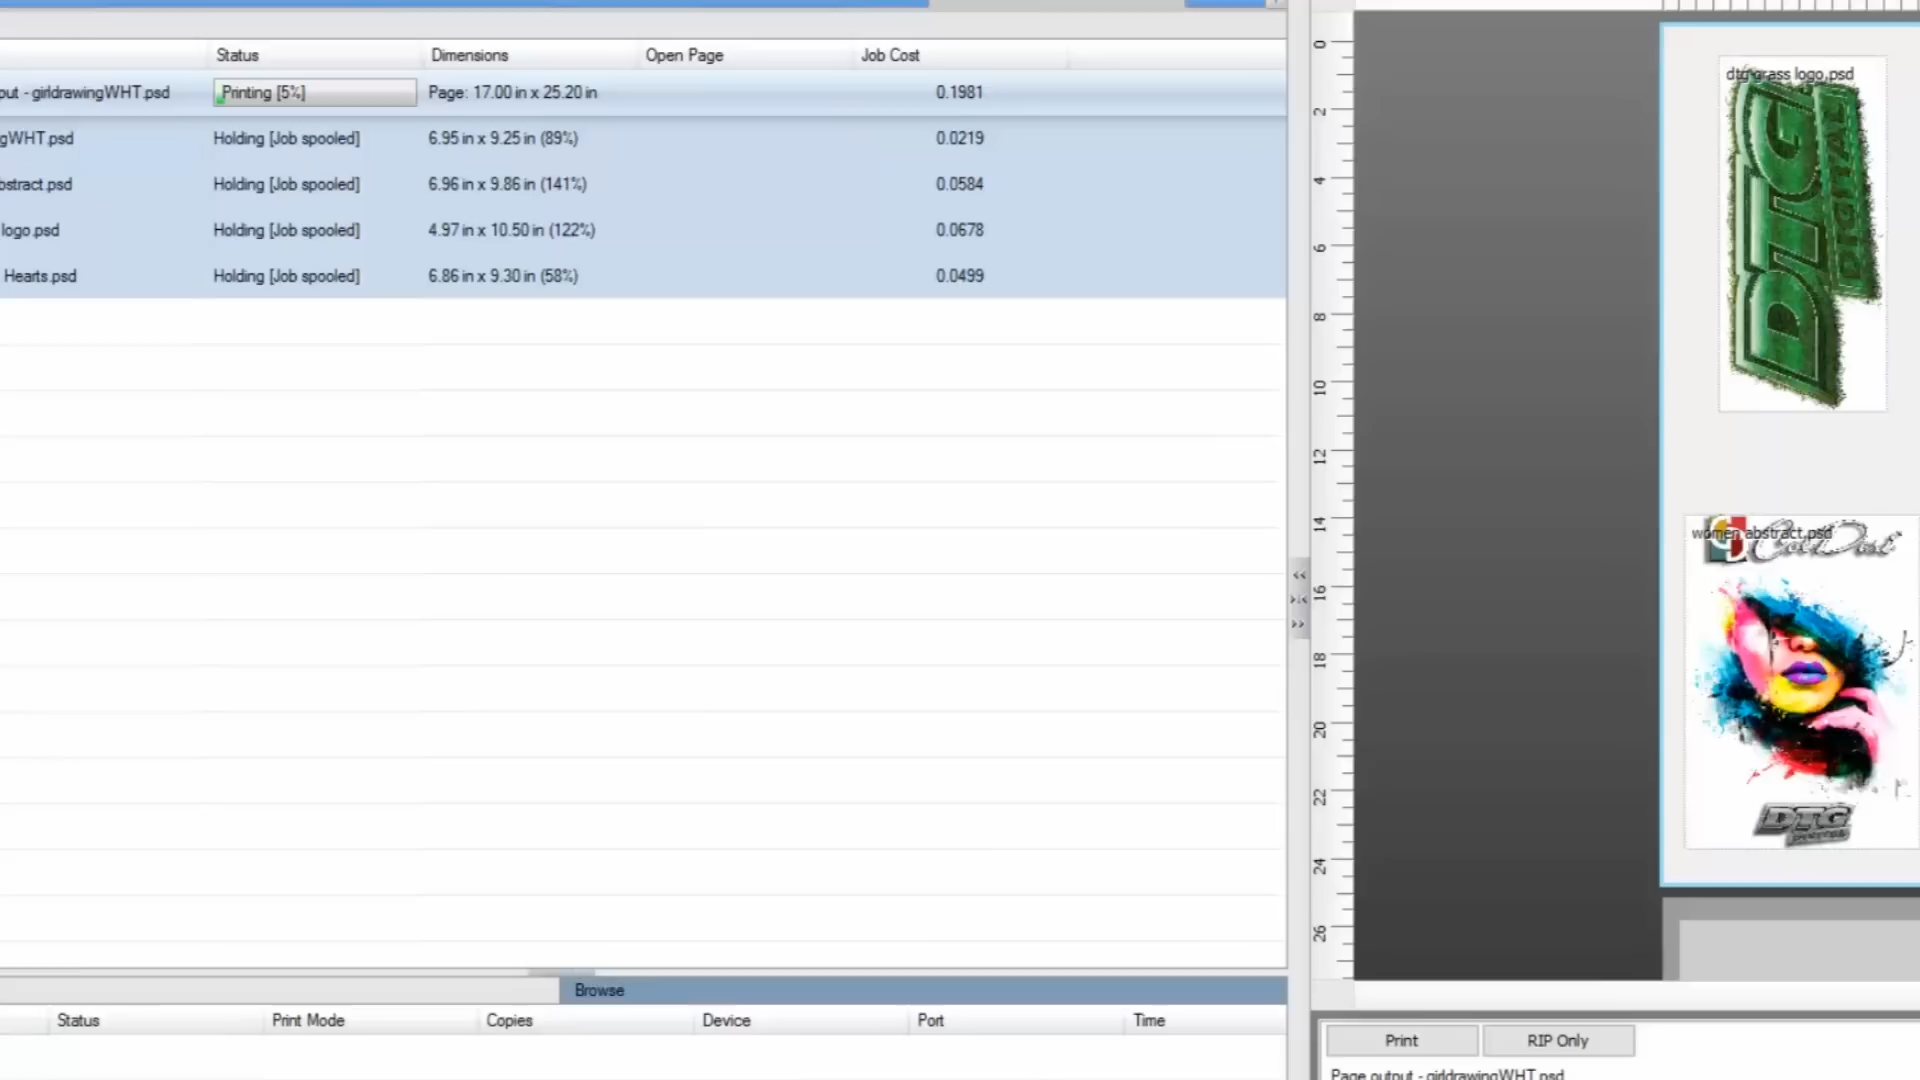 Status Dimensions Open Page Job Cost
put - girldrawingWHT.psd Printing [5%] Page: 17.00 in x 25.20 in 0.1981
gWHT.psd Holding [Job spooled] 6.95 in x 9.25 in (89%) 0.0219
bstract.psd Holding [Job spooled] 6.96 in x 9.86 in (141%) 0.0584
logo.psd Holding [Job spooled] 4.97 in x 10.50 in (122%) 0.0678
Hearts.psd Holding [Job spooled] 6.86 in x 9.30 in (58%) 0.0499
Browse
Status Print Mode Copies Device Port Time
0
2
4
6
8
10
12
14
16
18
20
22
24
26
dtg grass logo.psd
DTG
DIGITAL
women abstract.psd
DTG
Print RIP Only
Page output - girldrawingWHT.psd